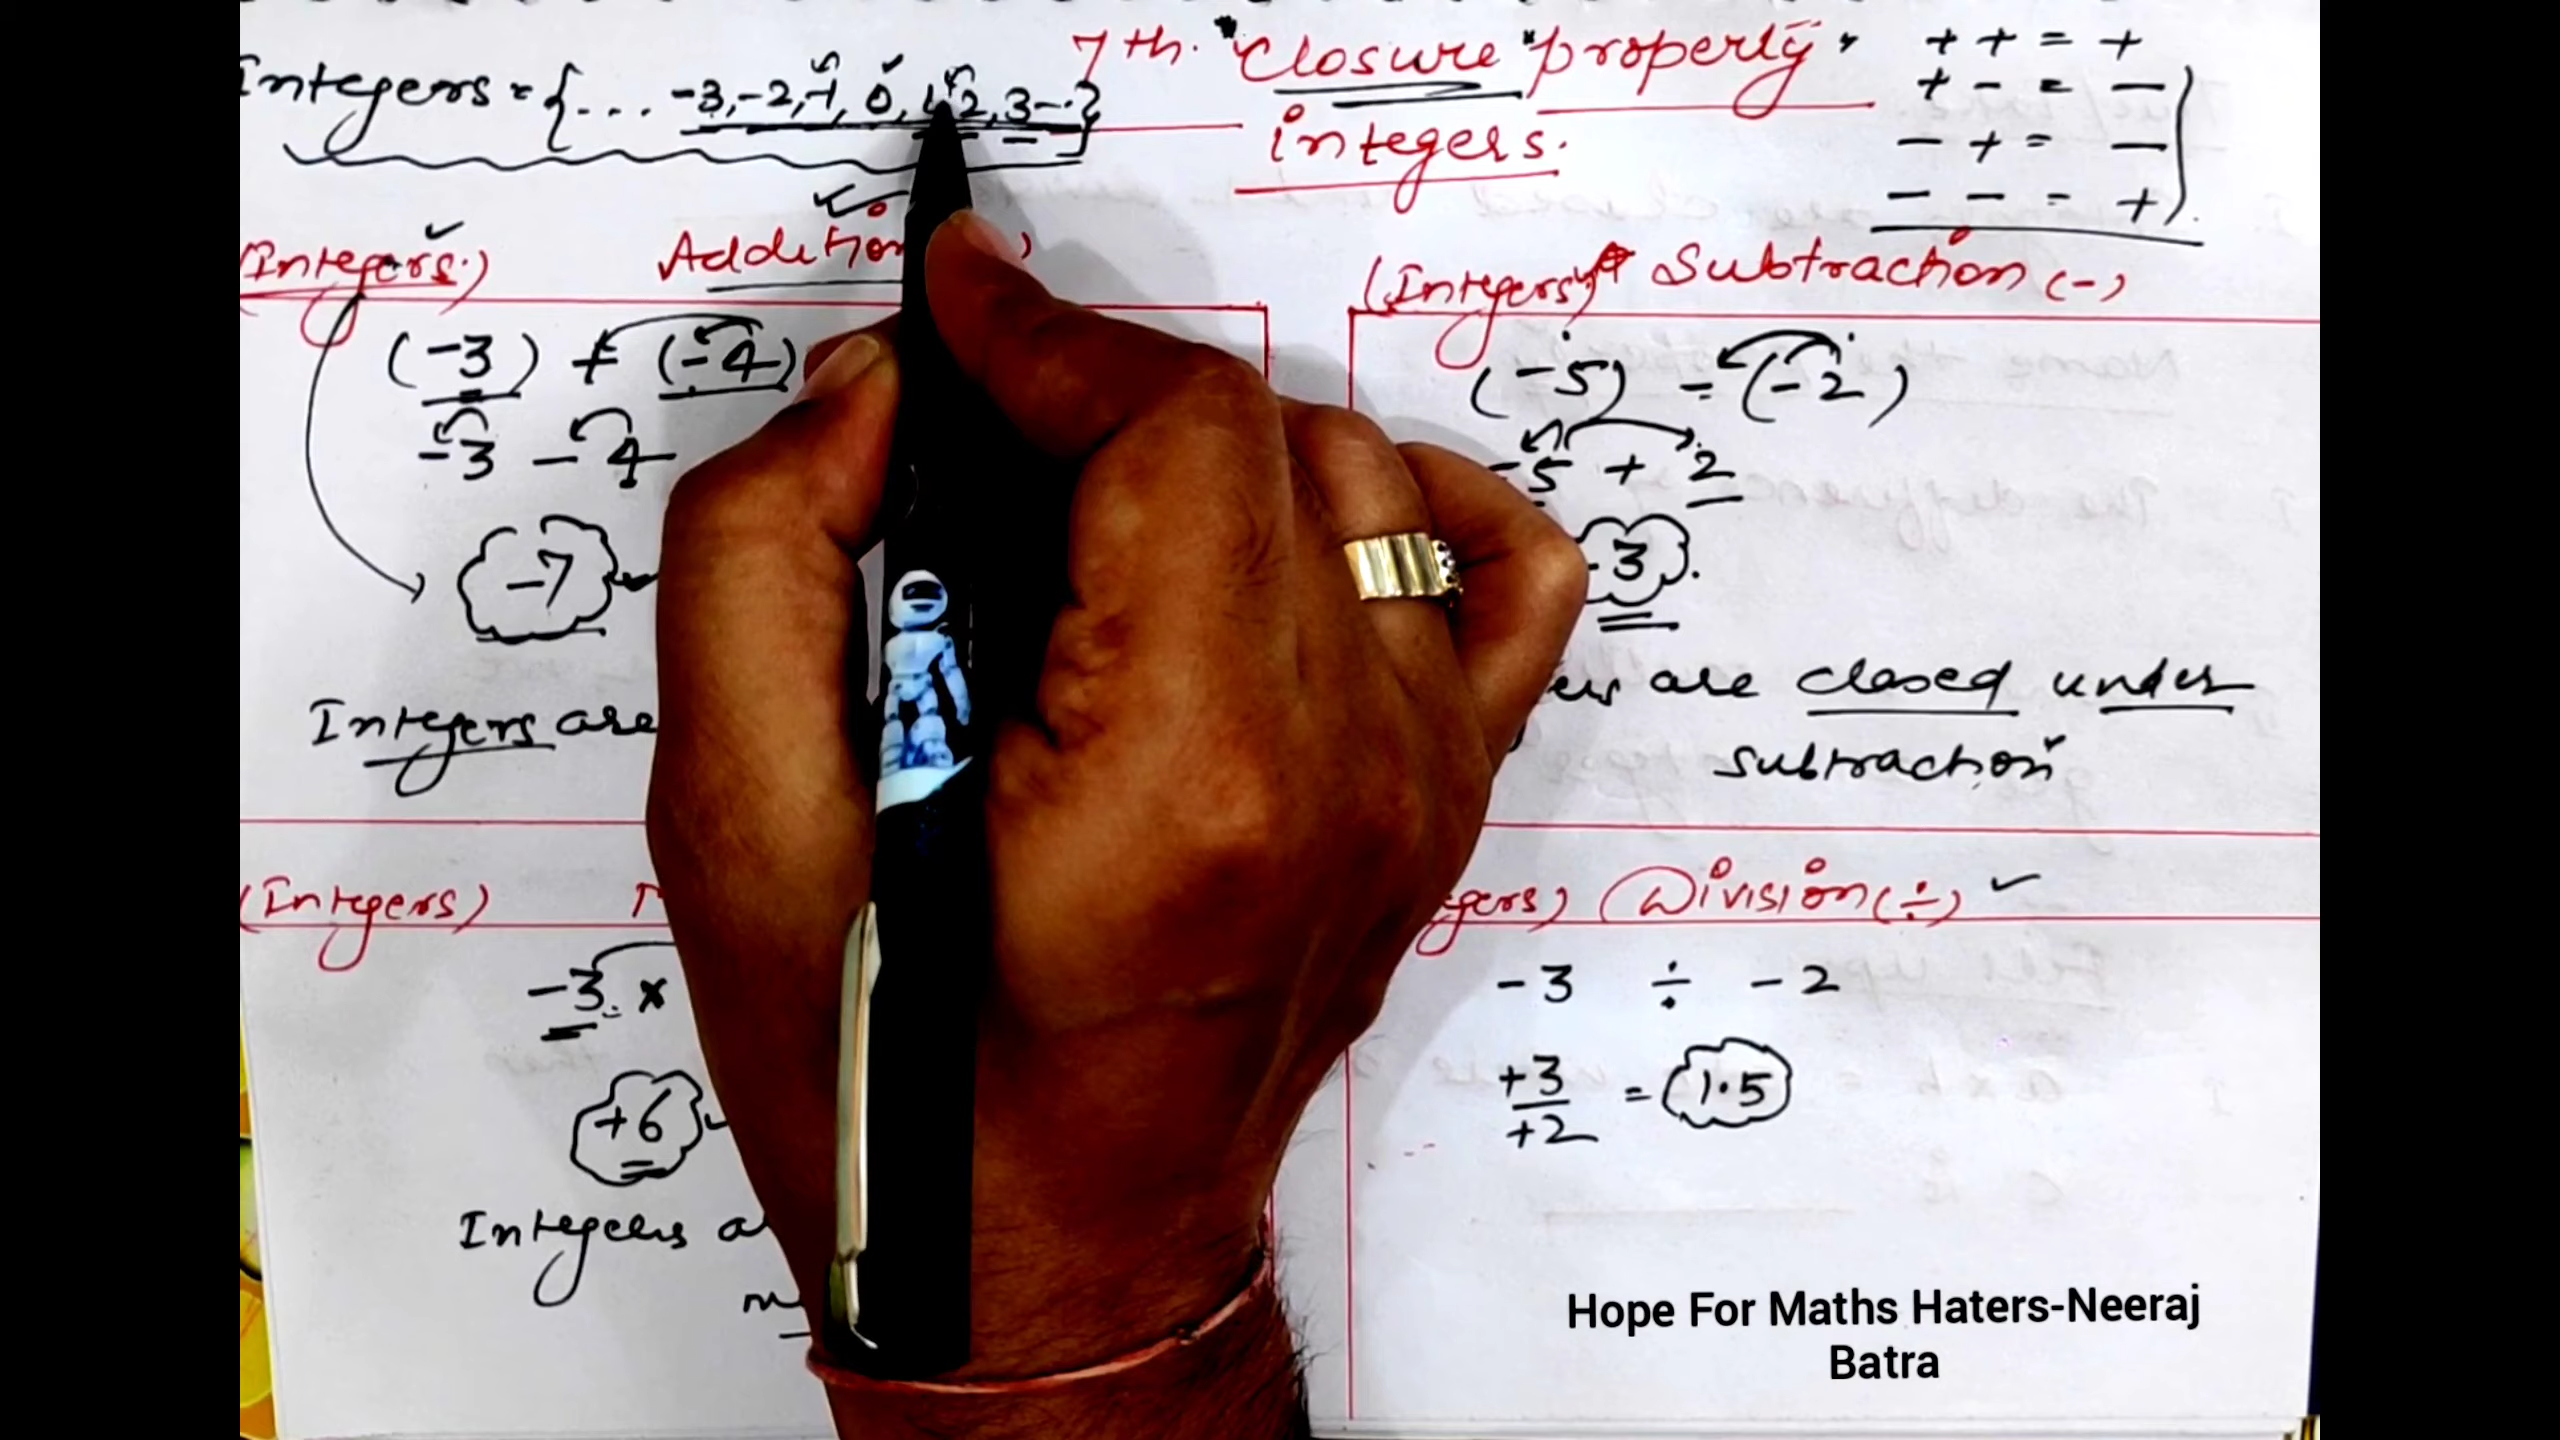 Integers = {... -3, -2, -1, 0, 1, 2, 3 -..}
7th. "Closure" property
integers.
+ + = +
+ - = -
- + = -
- - = +
(Integers.) Addition )
(-3) + (-4)
-3 - 4
-7
Integers are
(Integers) Subtraction (-)
(-5) - (-2)
-5 + 2
-3.
ers are closed under
subtraction
(Integers)
-3 ×
+6
Integers a
m
egers) Division (÷)
-3 ÷ -2
+3
+2
= 1.5
Hope For Maths Haters-Neeraj
Batra